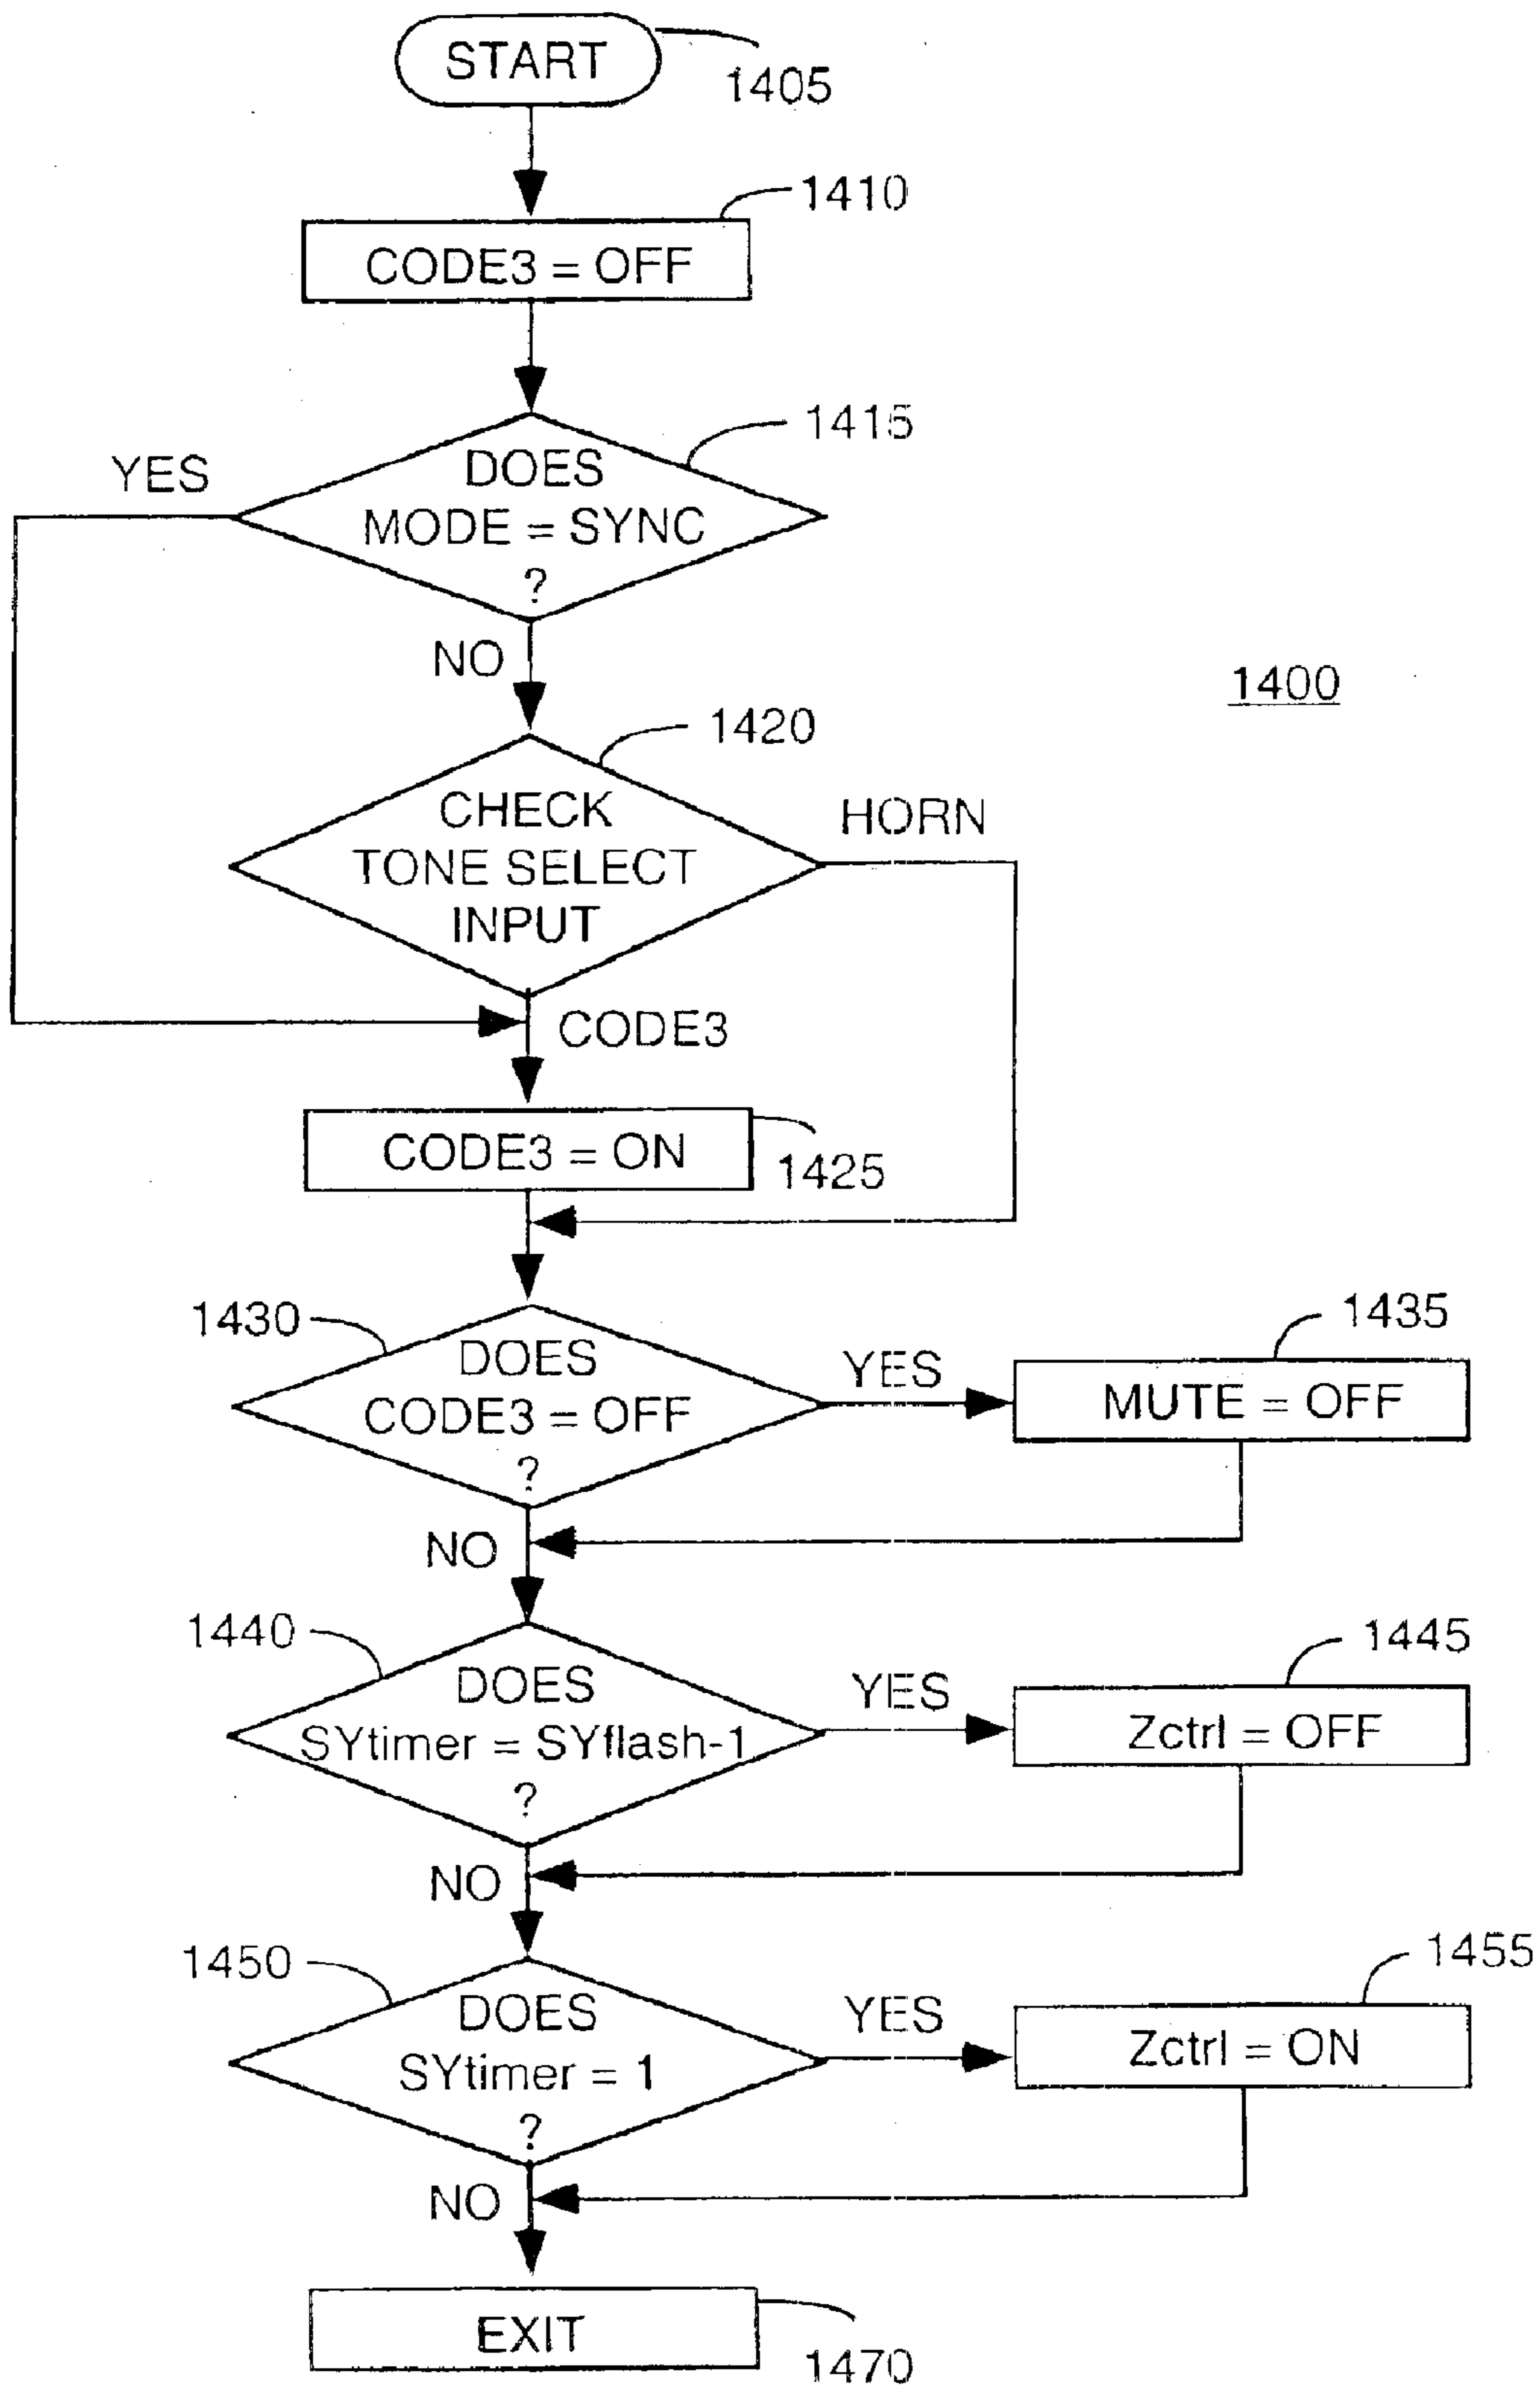 START
1405
1410
CODE3 = OFF
1415
YES
DOES
MODE = SYNC
?
NO
1400
1420
CHECK
TONE SELECT
INPUT
HORN
CODE3
CODE3 = ON
1425
1430
DOES
CODE3 = OFF
?
YES
1435
MUTE = OFF
NO
1440
DOES
SYtimer = SYflash-1
?
YES
1445
Zctrl = OFF
NO
1450
DOES
SYtimer = 1
?
YES
1455
Zctrl = ON
NO
EXIT
1470